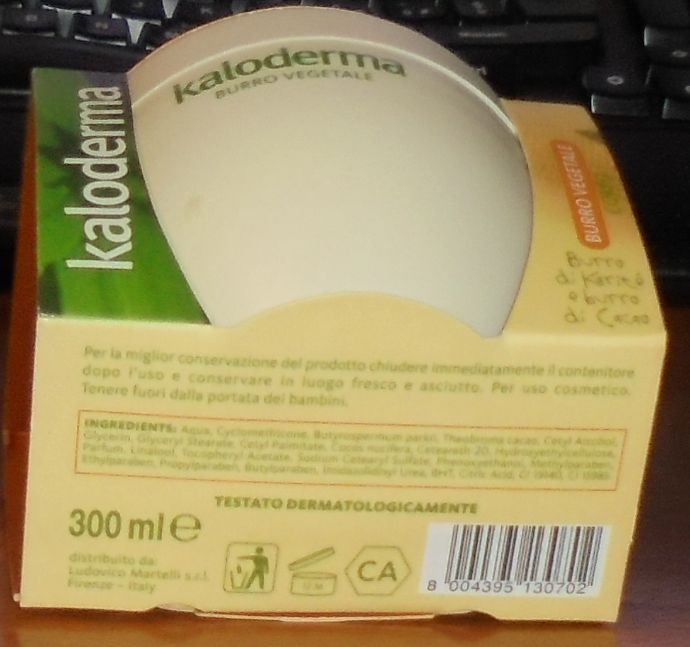 kaloderma
BURRO VEGETALE
kaloderma
BURRO VEGETALE
Burro
di Karitè
e burro
di Cacao
Per la miglior conservazione del prodotto chiudere immediatamente il contenitore
dopo l'uso e conservare in luogo fresco e asciutto. Per uso cosmetico.
Tenere fuori dalla portata dei bambini.
INGREDIENTS: Aqua, Cyclomethicone, Butyrospermum parkii, Theobroma cacao, Cetyl Alcohol,
Glycerin, Glyceryl Stearate, Cetyl Palmitate, Cocos nucifera, Ceteareth 20, Hydroxyethylcellulose,
Parfum, Linalool, Tocopheryl Acetate, Sodium Cetearyl Sulfate, Phenoxyethanol, Methylparaben,
Ethylparaben, Propylparaben, Butylparaben, Imidazolidinyl Urea, BHT, Citric Acid, CI
TESTATO DERMATOLOGICAMENTE
300 ml e
distribuito da:
Ludovico Martelli s.r.l.
Firenze - Italy
12 M
CA
8 004395 130702